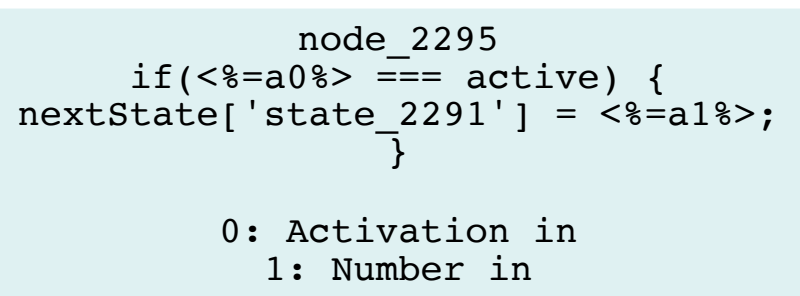 node_2295
if(<%=a0%> === active) {
nextState['state_2291'] = <%=a1%>;
}
0: Activation in
1: Number in